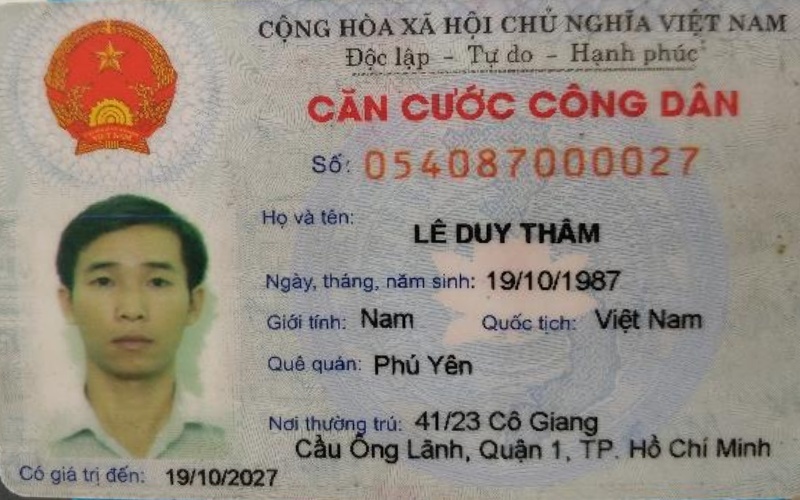 CỘNG HÒA XÃ HỘI CHỦ NGHĨA VIỆT NAM
Độc lập - Tự do - Hạnh phúc
CĂN CƯỚC CÔNG DÂN
Số: 054087000027
Họ và tên: LÊ DUY THÂM
Ngày, tháng, năm sinh: 19/10/1987
Giới tính: Nam Quốc tịch: Việt Nam
Quê quán: Phú Yên
Nơi thường trú: 41/23 Cô Giang
Cầu Ông Lãnh, Quận 1, TP. Hồ Chí Minh
Có giá trị đến: 19/10/2027